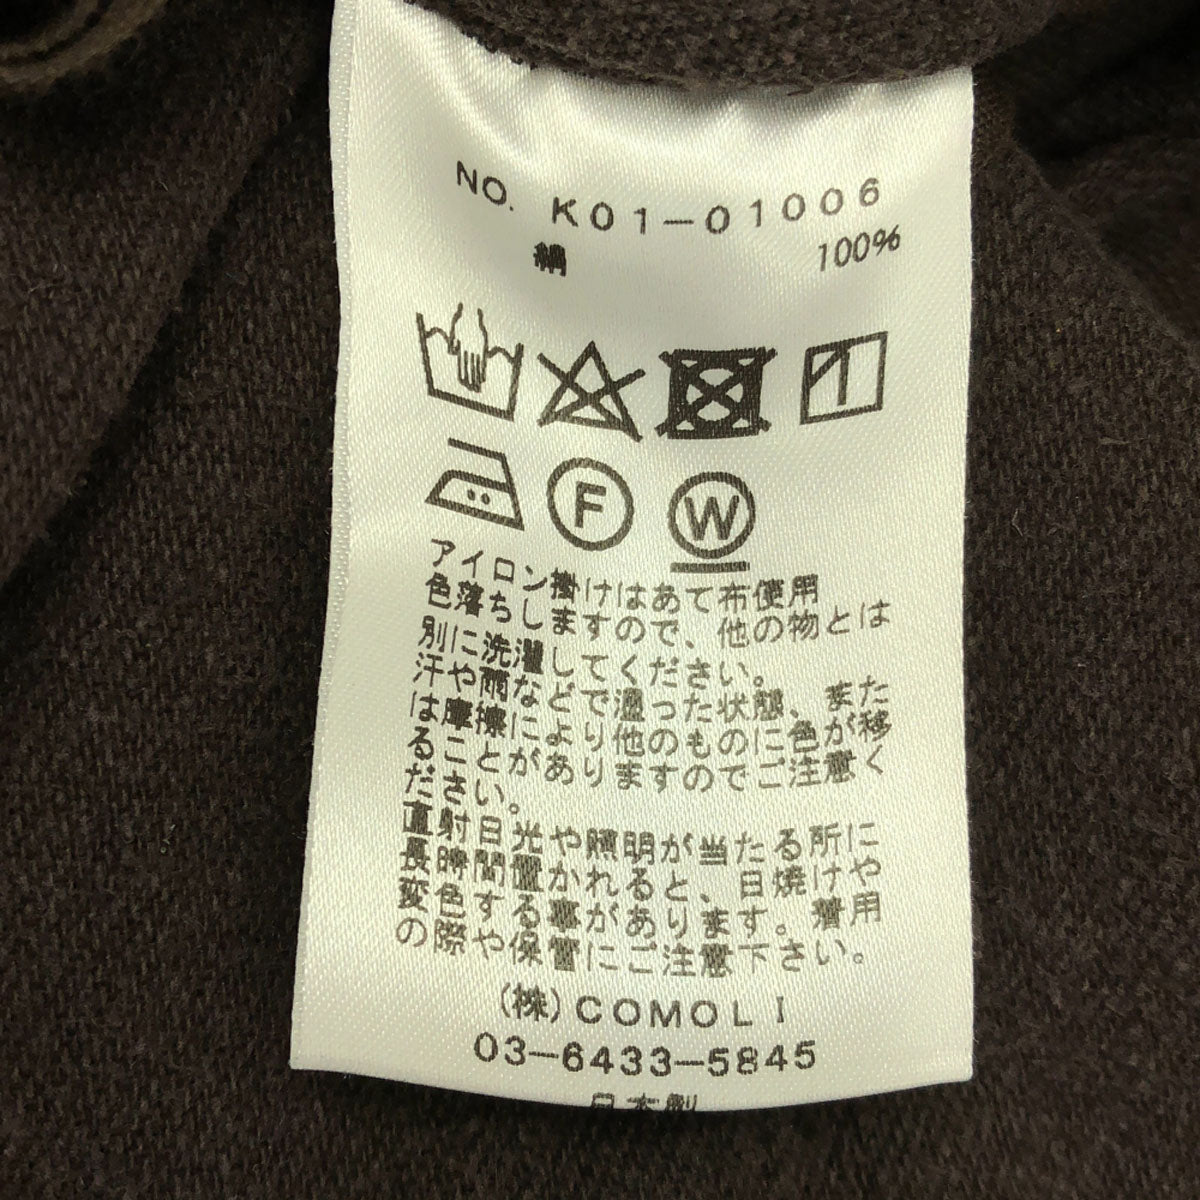 NO. K01-01006
絹 100%
F W
アイロン掛けはあて布使用
色落ちしますので、他の物とは
別に洗濯してください。
汗や雨などで湿った状態、また
は摩擦により他のものに色が移
ることがありますのでご注意く
ださい。
直射日光や照明が当たる所に
長時間置かれると、日焼けや
変色する事があります。着用
の際や保管にご注意下さい。
(株)COMOLI
03-6433-5845
日本製